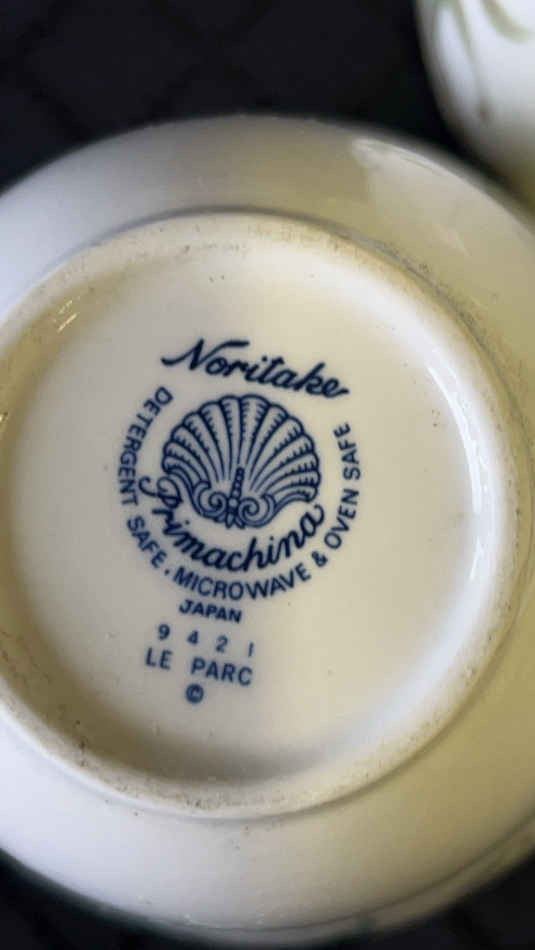 Noritake
Primachina
DETERGENT SAFE · MICROWAVE & OVEN SAFE
JAPAN
9421
LE PARC
©